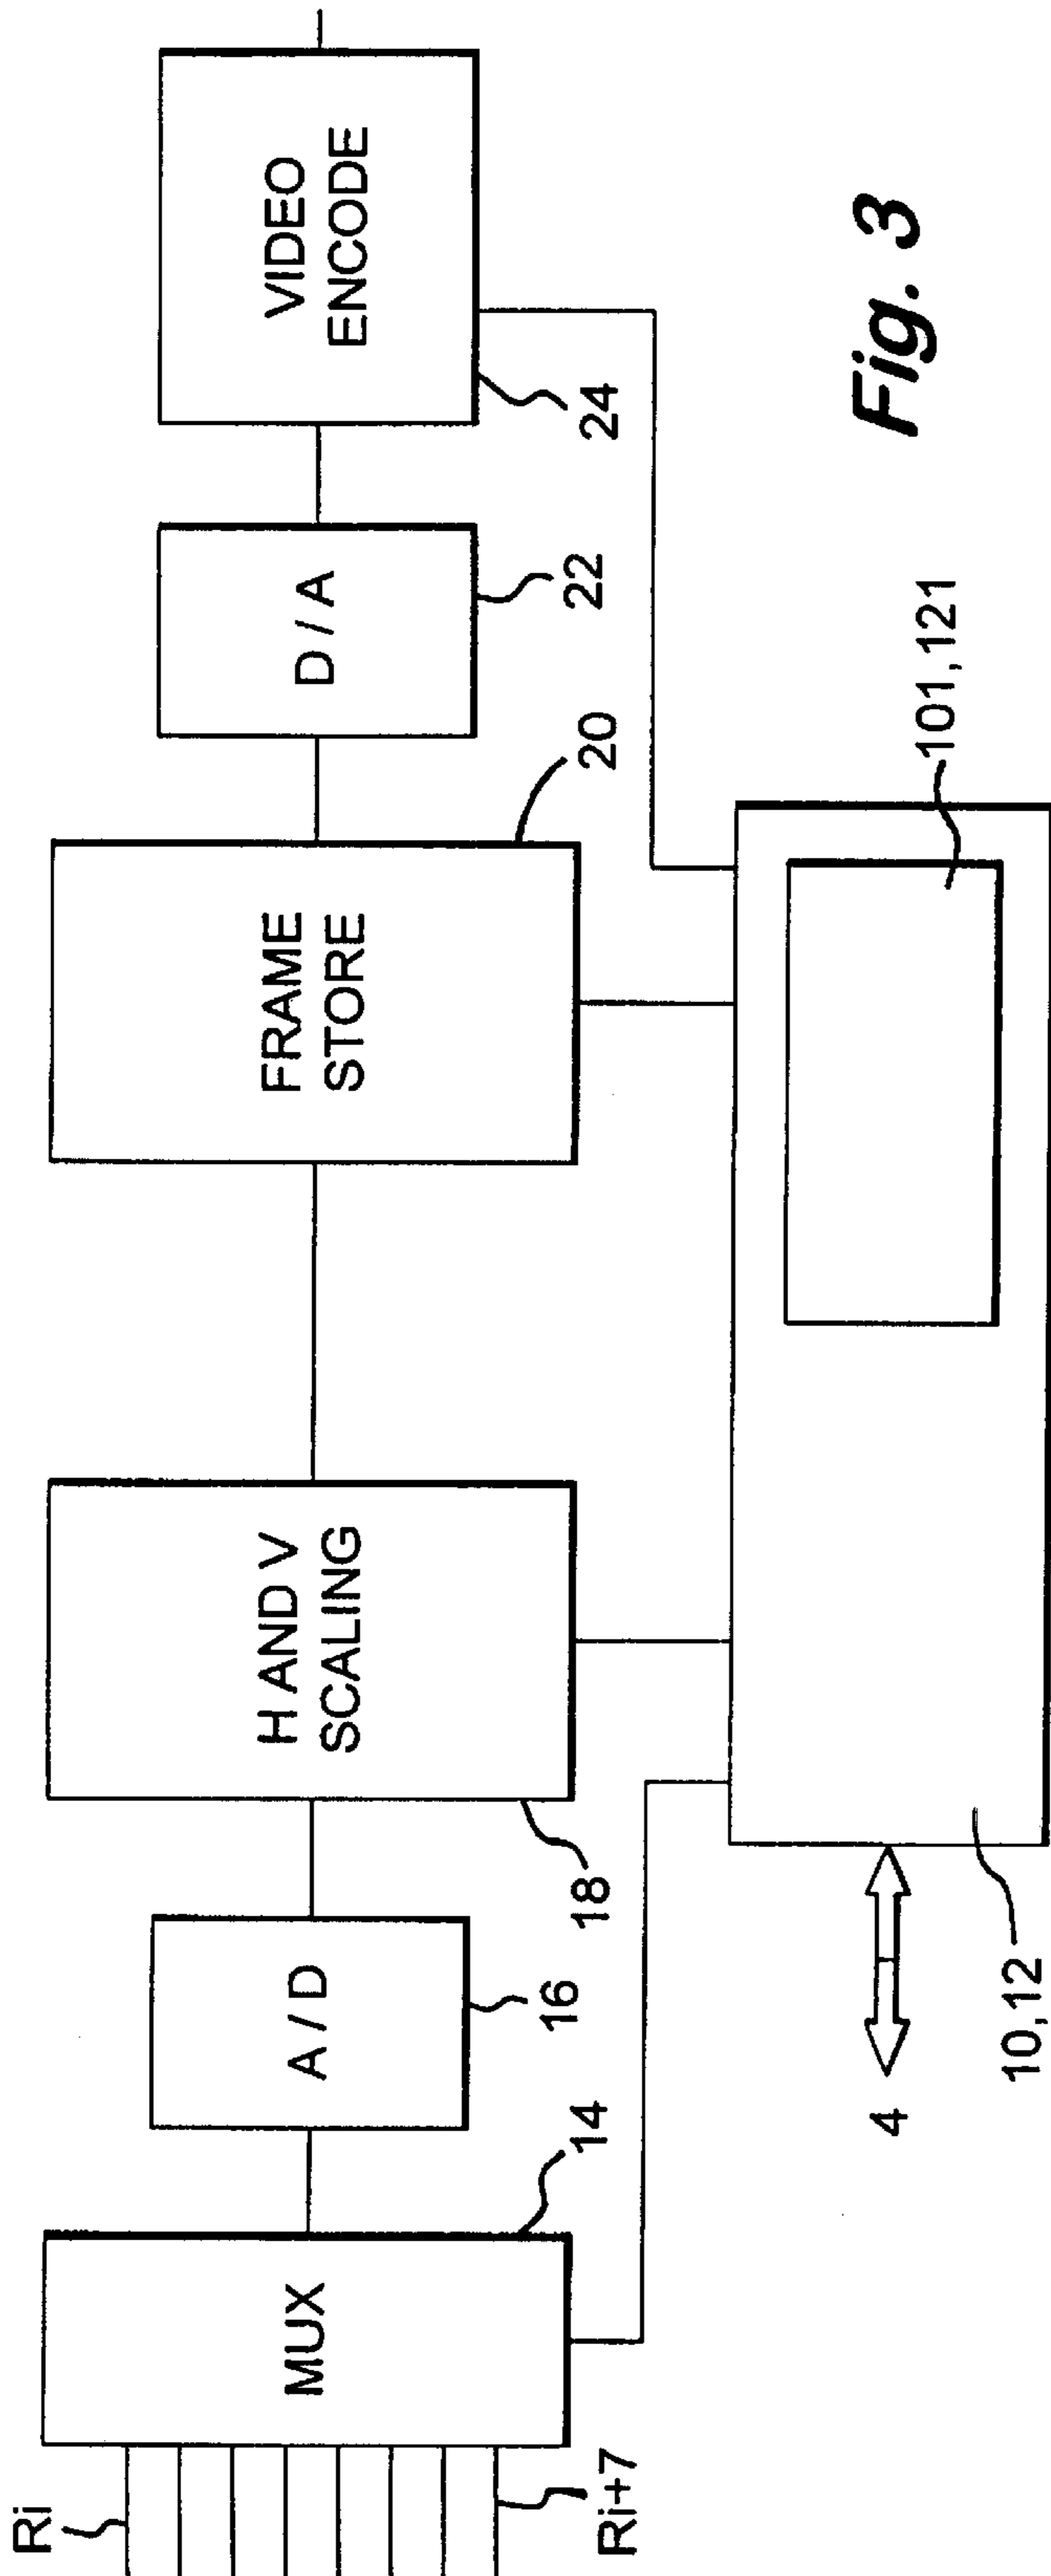 Ri
Ri+7
MUX
14
A / D
16
H AND V
SCALING
18
FRAME
STORE
20
D / A
22
VIDEO
ENCODE
24
4
10,12
101,121
Fig. 3